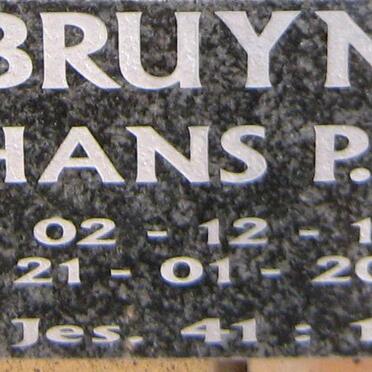 BRUYN
HANS P.
02 - 12 - 1
21 - 01 - 20
Jes. 41 : 1